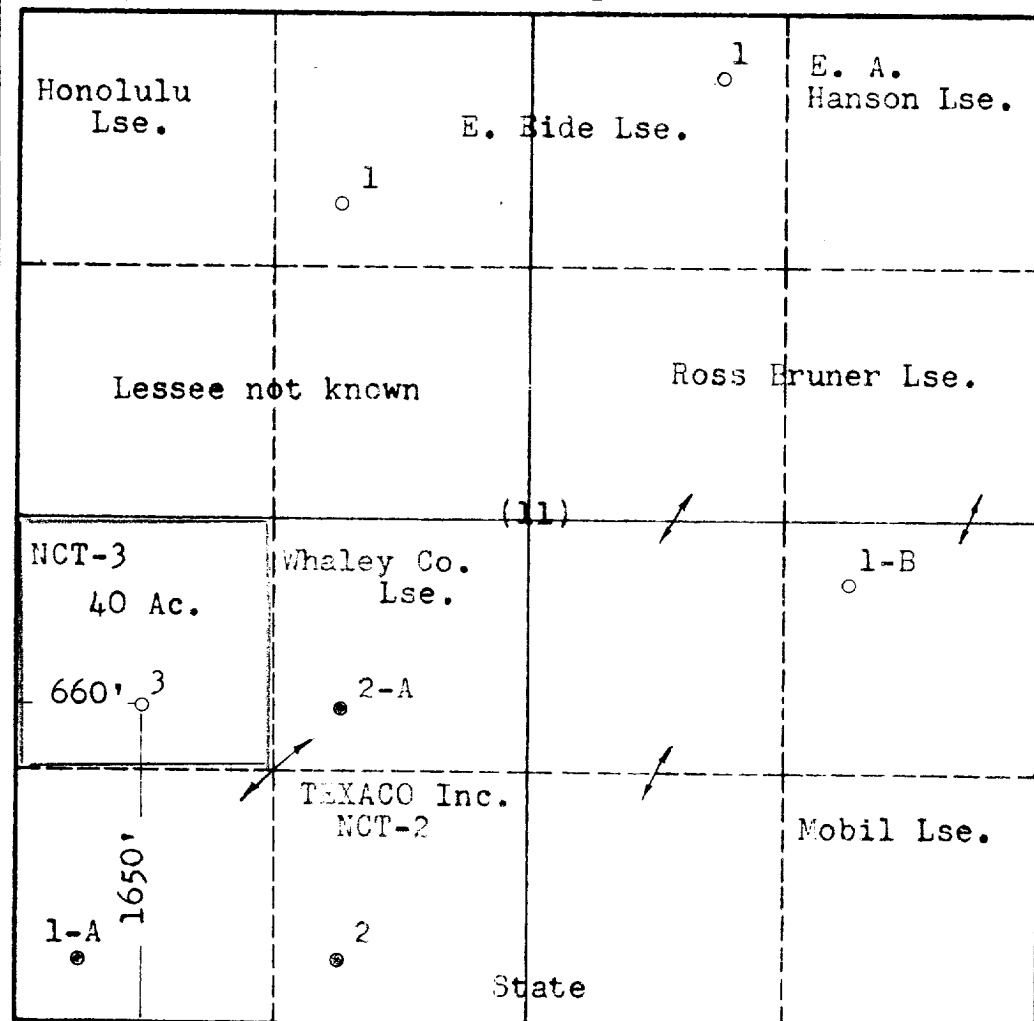 1
E. A.
Hanson Lse.
Honolulu
Lse.
E. Eide Lse.
1
Lessee not known
Ross Bruner Lse.
(11)
NCT-3
40 Ac.
Whaley Co.
Lse.
1-B
660'
3
2-A
TEXACO Inc.
NCT-2
Mobil Lse.
1650'
1-A
2
State